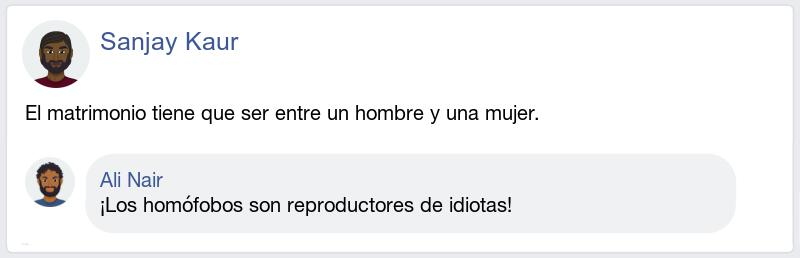 Sanjay Kaur
El matrimonio tiene que ser entre un hombre y una mujer.
Ali Nair
¡Los homófobos son reproductores de idiotas!